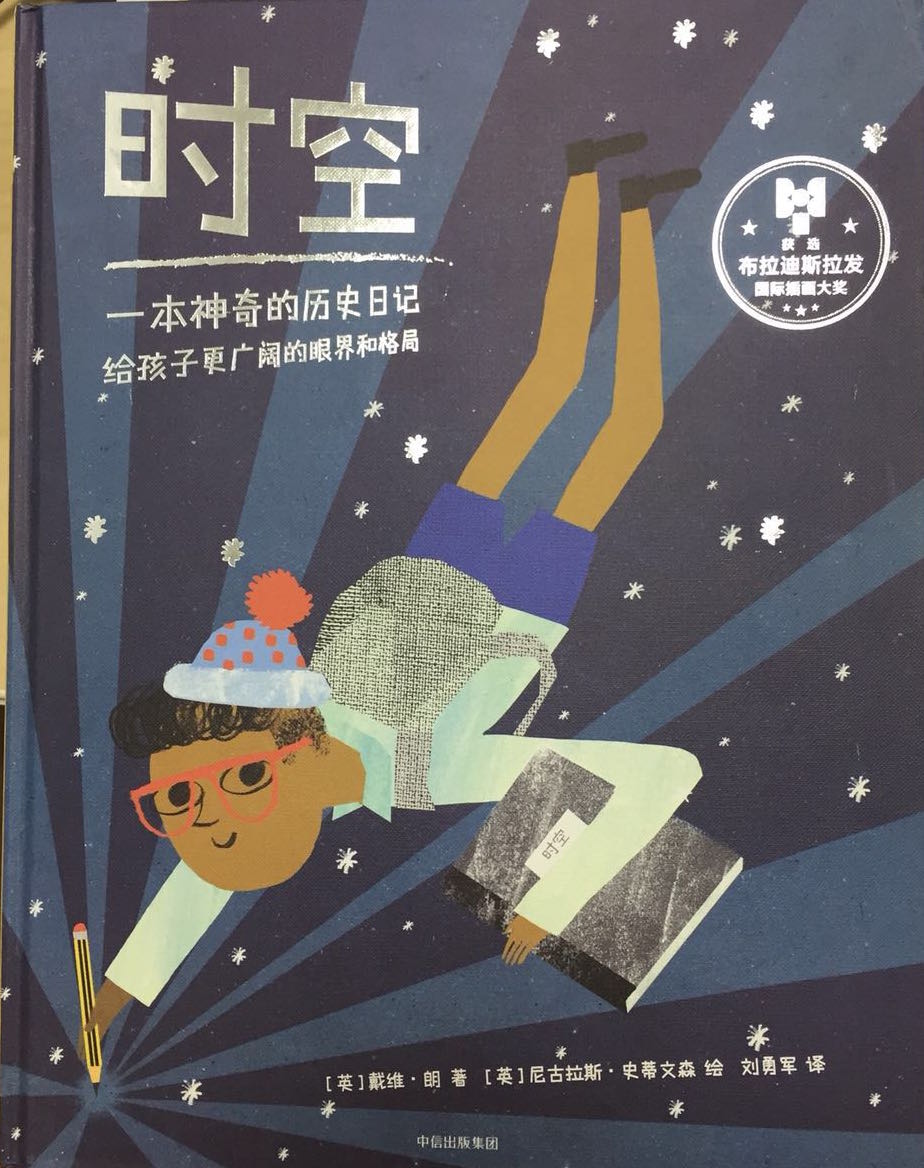 时空
一本神奇的历史日记
给孩子更广阔的眼界和格局
获选
布拉迪斯拉发
国际插画大奖
时空
[英]戴维·朗 著 [英]尼古拉斯·史蒂文森 绘 刘勇军 译
中信出版集团